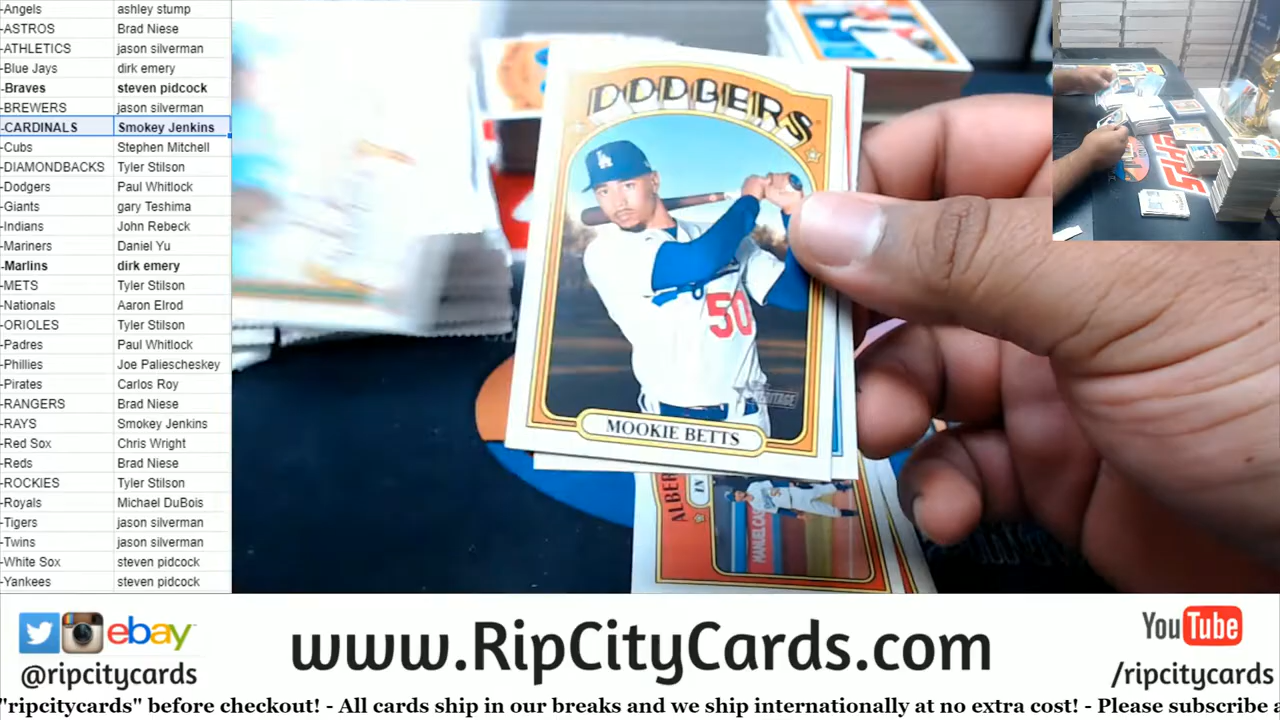 -Angels ashley stump
-ASTROS Brad Niese
-ATHLETICS jason silverman
-Blue Jays dirk emery
-Braves steven pidcock
-BREWERS jason silverman
-CARDINALS Smokey Jenkins
-Cubs Stephen Mitchell
-DIAMONDBACKS Tyler Stilson
-Dodgers Paul Whitlock
-Giants gary Teshima
-Indians John Rebeck
-Mariners Daniel Yu
-Marlins dirk emery
-METS Tyler Stilson
-Nationals Aaron Elrod
-ORIOLES Tyler Stilson
-Padres Paul Whitlock
-Phillies Joe Paliescheskey
-Pirates Carlos Roy
-RANGERS Brad Niese
-RAYS Smokey Jenkins
-Red Sox Chris Wright
-Reds Brad Niese
-ROCKIES Tyler Stilson
-Royals Michael DuBois
-Tigers jason silverman
-Twins jason silverman
-White Sox steven pidcock
-Yankees steven pidcock
DODGERS
LA
50
HERITAGE
MOOKIE BETTS
ALBER
IN
50
ebay
@ripcitycards
www.RipCityCards.com
YouTube
/ripcitycards
"ripcitycards" before checkout! - All cards ship in our breaks and we ship internationally at no extra cost! - Please subscribe a